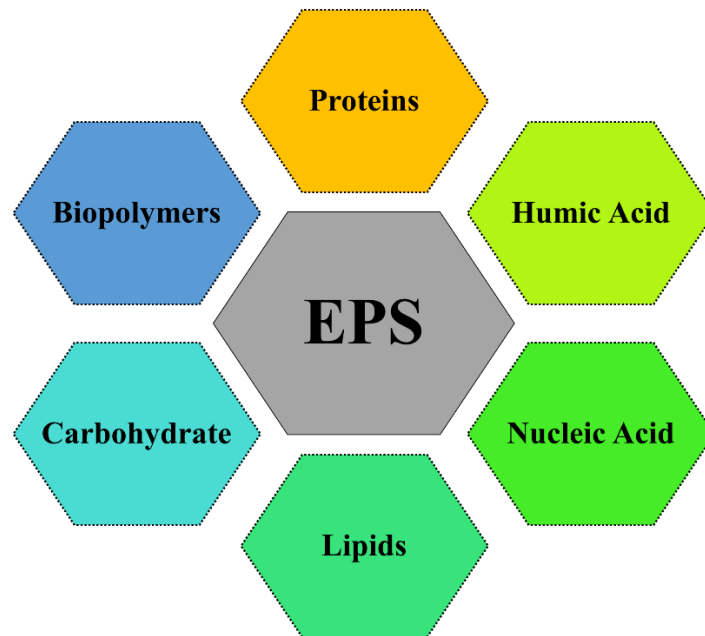 Proteins
Biopolymers
Humic Acid
EPS
Carbohydrate
Nucleic Acid
Lipids